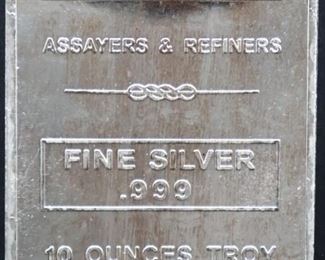 ASSAYERS & REFINERS
FINE SILVER
.999
10 OUNCES TROY